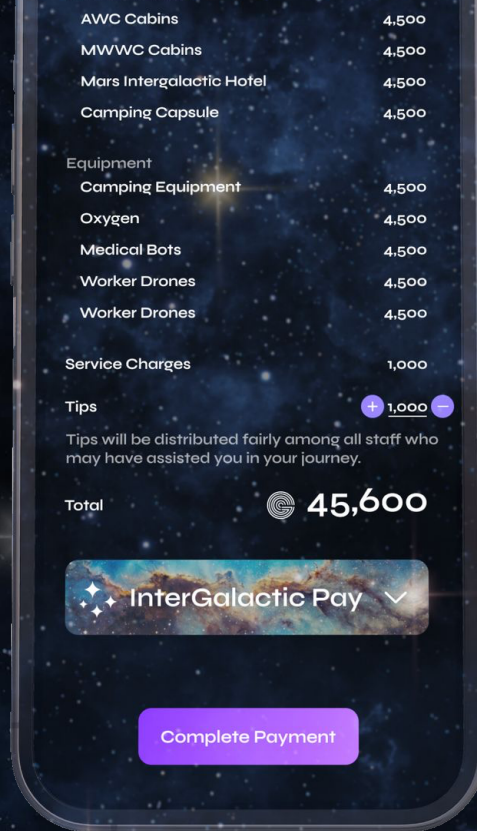 AWC Cabins 4,500
MWWC Cabins 4,500
Mars Intergalactic Hotel 4,500
Camping Capsule 4,500
Equipment
Camping Equipment 4,500
Oxygen 4,500
Medical Bots 4,500
Worker Drones 4,500
Worker Drones 4,500
Service Charges 1,000
Tips + 1,000 −
Tips will be distributed fairly among all staff who
may have assisted you in your journey.
Total 45,600
InterGalactic Pay
Complete Payment